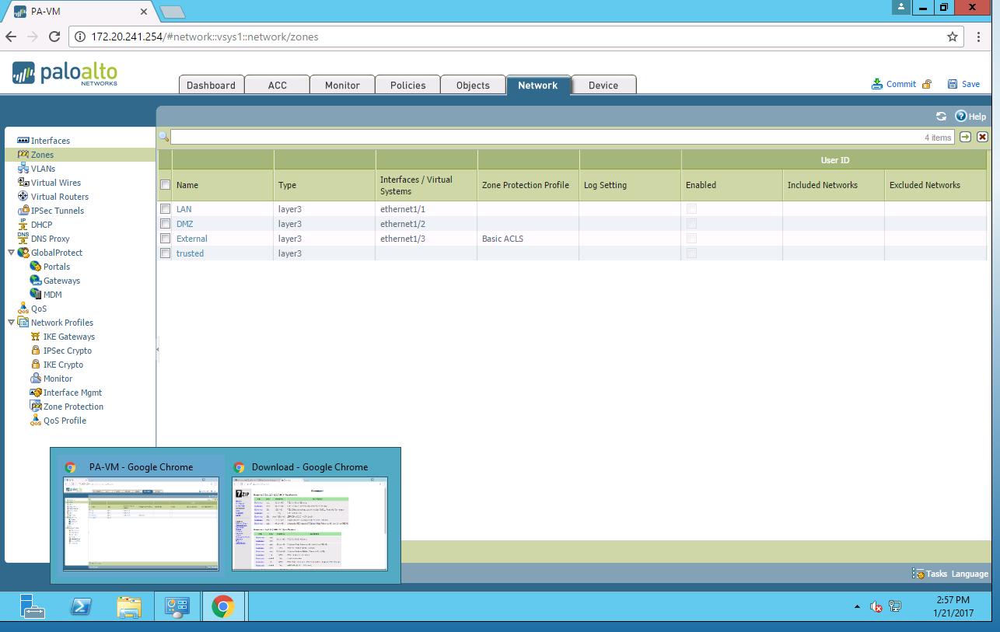 PA-VM
172.20.241.254/#network::vsys1::network/zones
paloalto
NETWORKS
Dashboard ACC Monitor Policies Objects Network Device
Commit Save
Help
4 items
Interfaces
Zones
VLANs
Virtual Wires
Virtual Routers
IPSec Tunnels
IP
DHCP
DNS
DNS Proxy
GlobalProtect
Portals
Gateways
MDM
QoS
QoS
Network Profiles
IKE Gateways
IPSec Crypto
IKE Crypto
Monitor
Interface Mgmt
Zone Protection
QoS
QoS Profile
User ID
Name Type Interfaces / Virtual Systems Zone Protection Profile Log Setting Enabled Included Networks Excluded Networks
LAN layer3 ethernet1/1
DMZ layer3 ethernet1/2
External layer3 ethernet1/3 Basic ACLS
trusted layer3
PA-VM - Google Chrome
Download - Google Chrome
7ZIP
Tasks Language
2:57 PM
1/21/2017